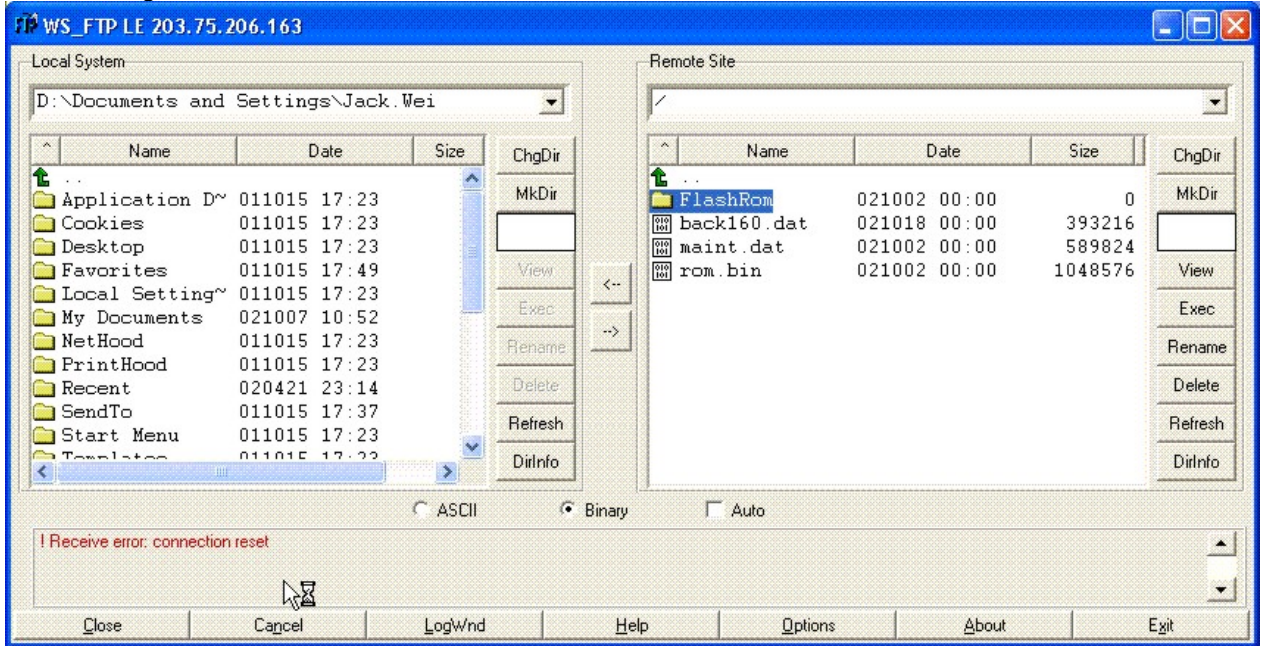 WS_FTP LE 203.75.206.163
Local System
D:\Documents and Settings\Jack.Wei
^ Name Date Size
..
Application D~ 011015 17:23
Cookies 011015 17:23
Desktop 011015 17:23
Favorites 011015 17:49
Local Setting~ 011015 17:23
My Documents 021007 10:52
NetHood 011015 17:23
PrintHood 011015 17:23
Recent 020421 23:14
SendTo 011015 17:37
Start Menu 011015 17:23
Templates 011015 17:23
ChgDir
MkDir
View
Exec
Rename
Delete
Refresh
DirInfo
<--
-->
Remote Site
/
^ Name Date Size
..
FlashRom 021002 00:00 0
back160.dat 021018 00:00 393216
maint.dat 021002 00:00 589824
rom.bin 021002 00:00 1048576
ChgDir
MkDir
View
Exec
Rename
Delete
Refresh
DirInfo
ASCII Binary Auto
! Receive error: connection reset
Close Cancel LogWnd Help Options About Exit